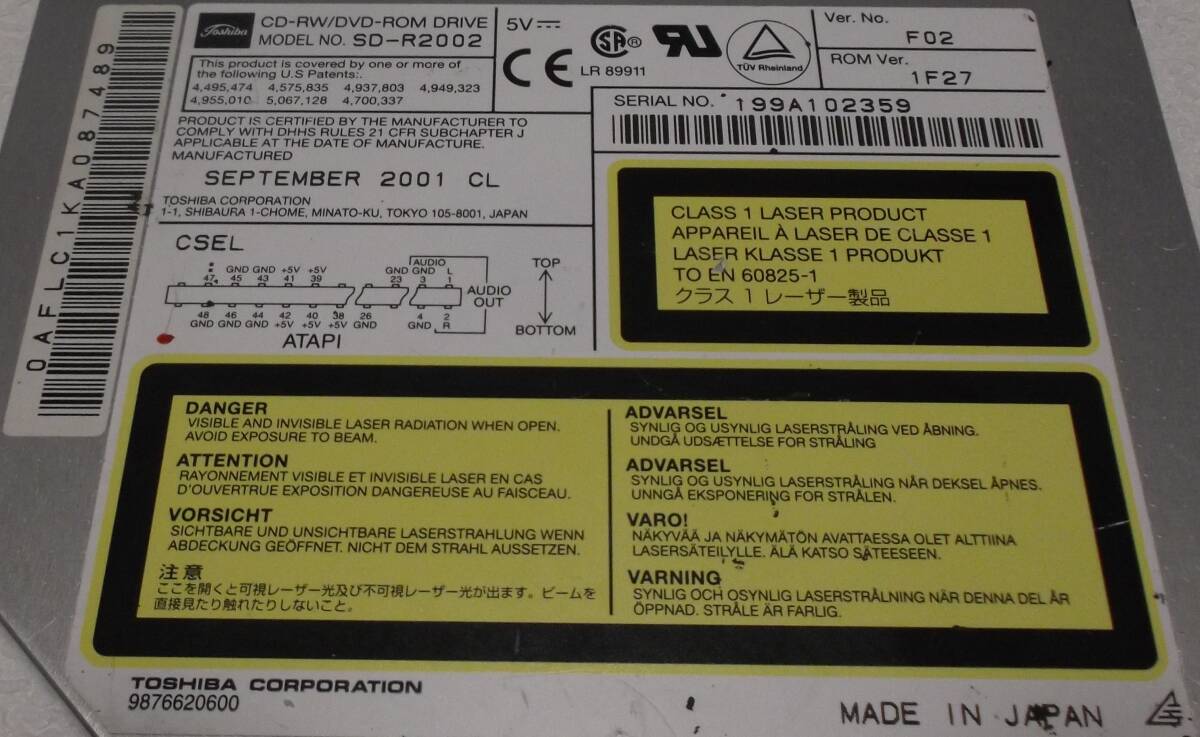 0AFLC1KA087489
Toshiba
CD-RW/DVD-ROM DRIVE
MODEL NO. SD-R2002
This product is covered by one or more of
the following U.S Patents:.
4,495,474 4,575,835 4,937,803 4,949,323
4,955,010 5,067,128 4,700,337
5V
CE
SA®
LR 89911
RU
TÜV Rheinland
Ver. No.
F02
ROM Ver.
1F27
SERIAL NO. 199A102359
PRODUCT IS CERTIFIED BY THE MANUFACTURER TO
COMPLY WITH DHHS RULES 21 CFR SUBCHAPTER J
APPLICABLE AT THE DATE OF MANUFACTURE.
MANUFACTURED
SEPTEMBER 2001 CL
TOSHIBA CORPORATION
1-1, SHIBAURA 1-CHOME, MINATO-KU, TOKYO 105-8001, JAPAN
CSEL
AUDIO
GND GND +5V +5V GND GND L
47 45 43 41 39 23 3 1
48 46 44 42 40 38 26 4 2
GND GND GND +5V +5V +5V GND GND R
AUDIO
OUT
ATAPI
TOP
BOTTOM
CLASS 1 LASER PRODUCT
APPAREIL À LASER DE CLASSE 1
LASER KLASSE 1 PRODUKT
TO EN 60825-1
クラス 1 レーザー製品
DANGER
VISIBLE AND INVISIBLE LASER RADIATION WHEN OPEN.
AVOID EXPOSURE TO BEAM.
ATTENTION
RAYONNEMENT VISIBLE ET INVISIBLE LASER EN CAS
D'OUVERTRUE EXPOSITION DANGEREUSE AU FAISCEAU.
VORSICHT
SICHTBARE UND UNSICHTBARE LASERSTRAHLUNG WENN
ABDECKUNG GEÖFFNET. NICHT DEM STRAHL AUSSETZEN.
注意
ここを開くと可視レーザー光及び不可視レーザー光が出ます。ビームを
直接見たり触れたりしないこと。
ADVARSEL
SYNLIG OG USYNLIG LASERSTRÅLING VED ÅBNING.
UNDGÅ UDSÆTTELSE FOR STRÅLING
ADVARSEL
SYNLIG OG USYNLIG LASERSTRÅLING NÅR DEKSEL ÅPNES.
UNNGÅ EKSPONERING FOR STRÅLEN.
VARO!
NÄKYVÄÄ JA NÄKYMÄTÖN AVATTAESSA OLET ALTTIINA
LASERSÄTEILYLLE. ÄLÄ KATSO SÄTEESEEN.
VARNING
SYNLIG OCH OSYNLIG LASERSTRÅLNING NÄR DENNA DEL ÄR
ÖPPNAD. STRÅLE ÄR FARLIG.
TOSHIBA CORPORATION
9876620600
MADE IN JAPAN